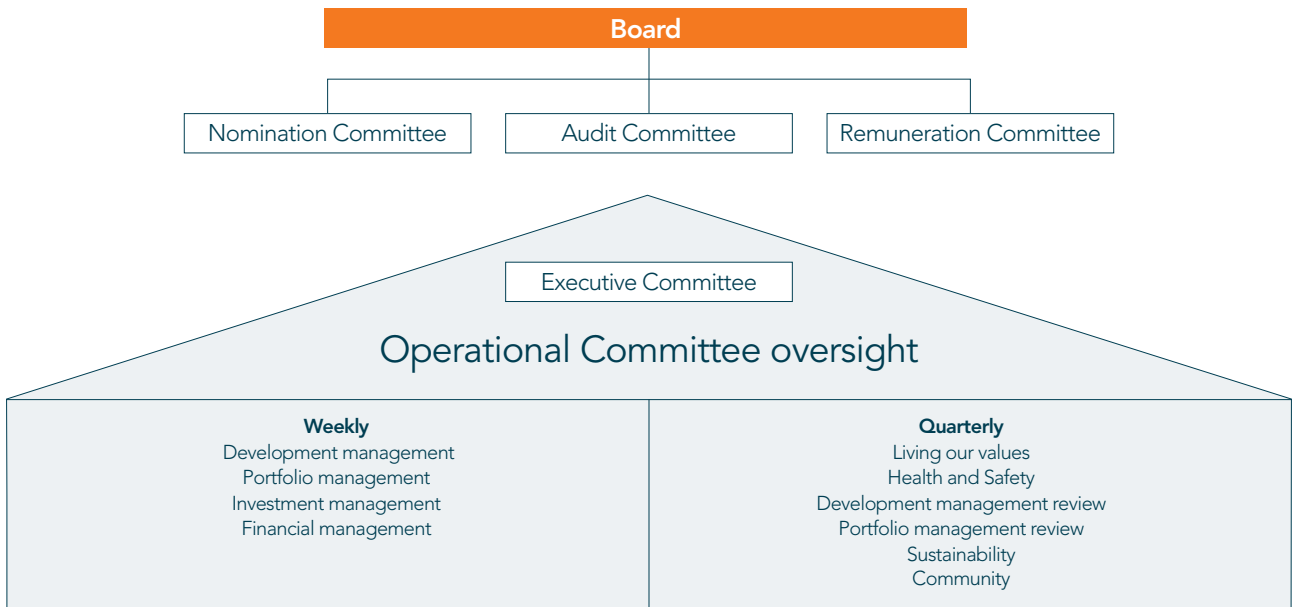 Board
Nomination Committee
Audit Committee
Remuneration Committee
Executive Committee
Operational Committee oversight
Weekly
Development management
Portfolio management
Investment management
Financial management
Quarterly
Living our values
Health and Safety
Development management review
Portfolio management review
Sustainability
Community